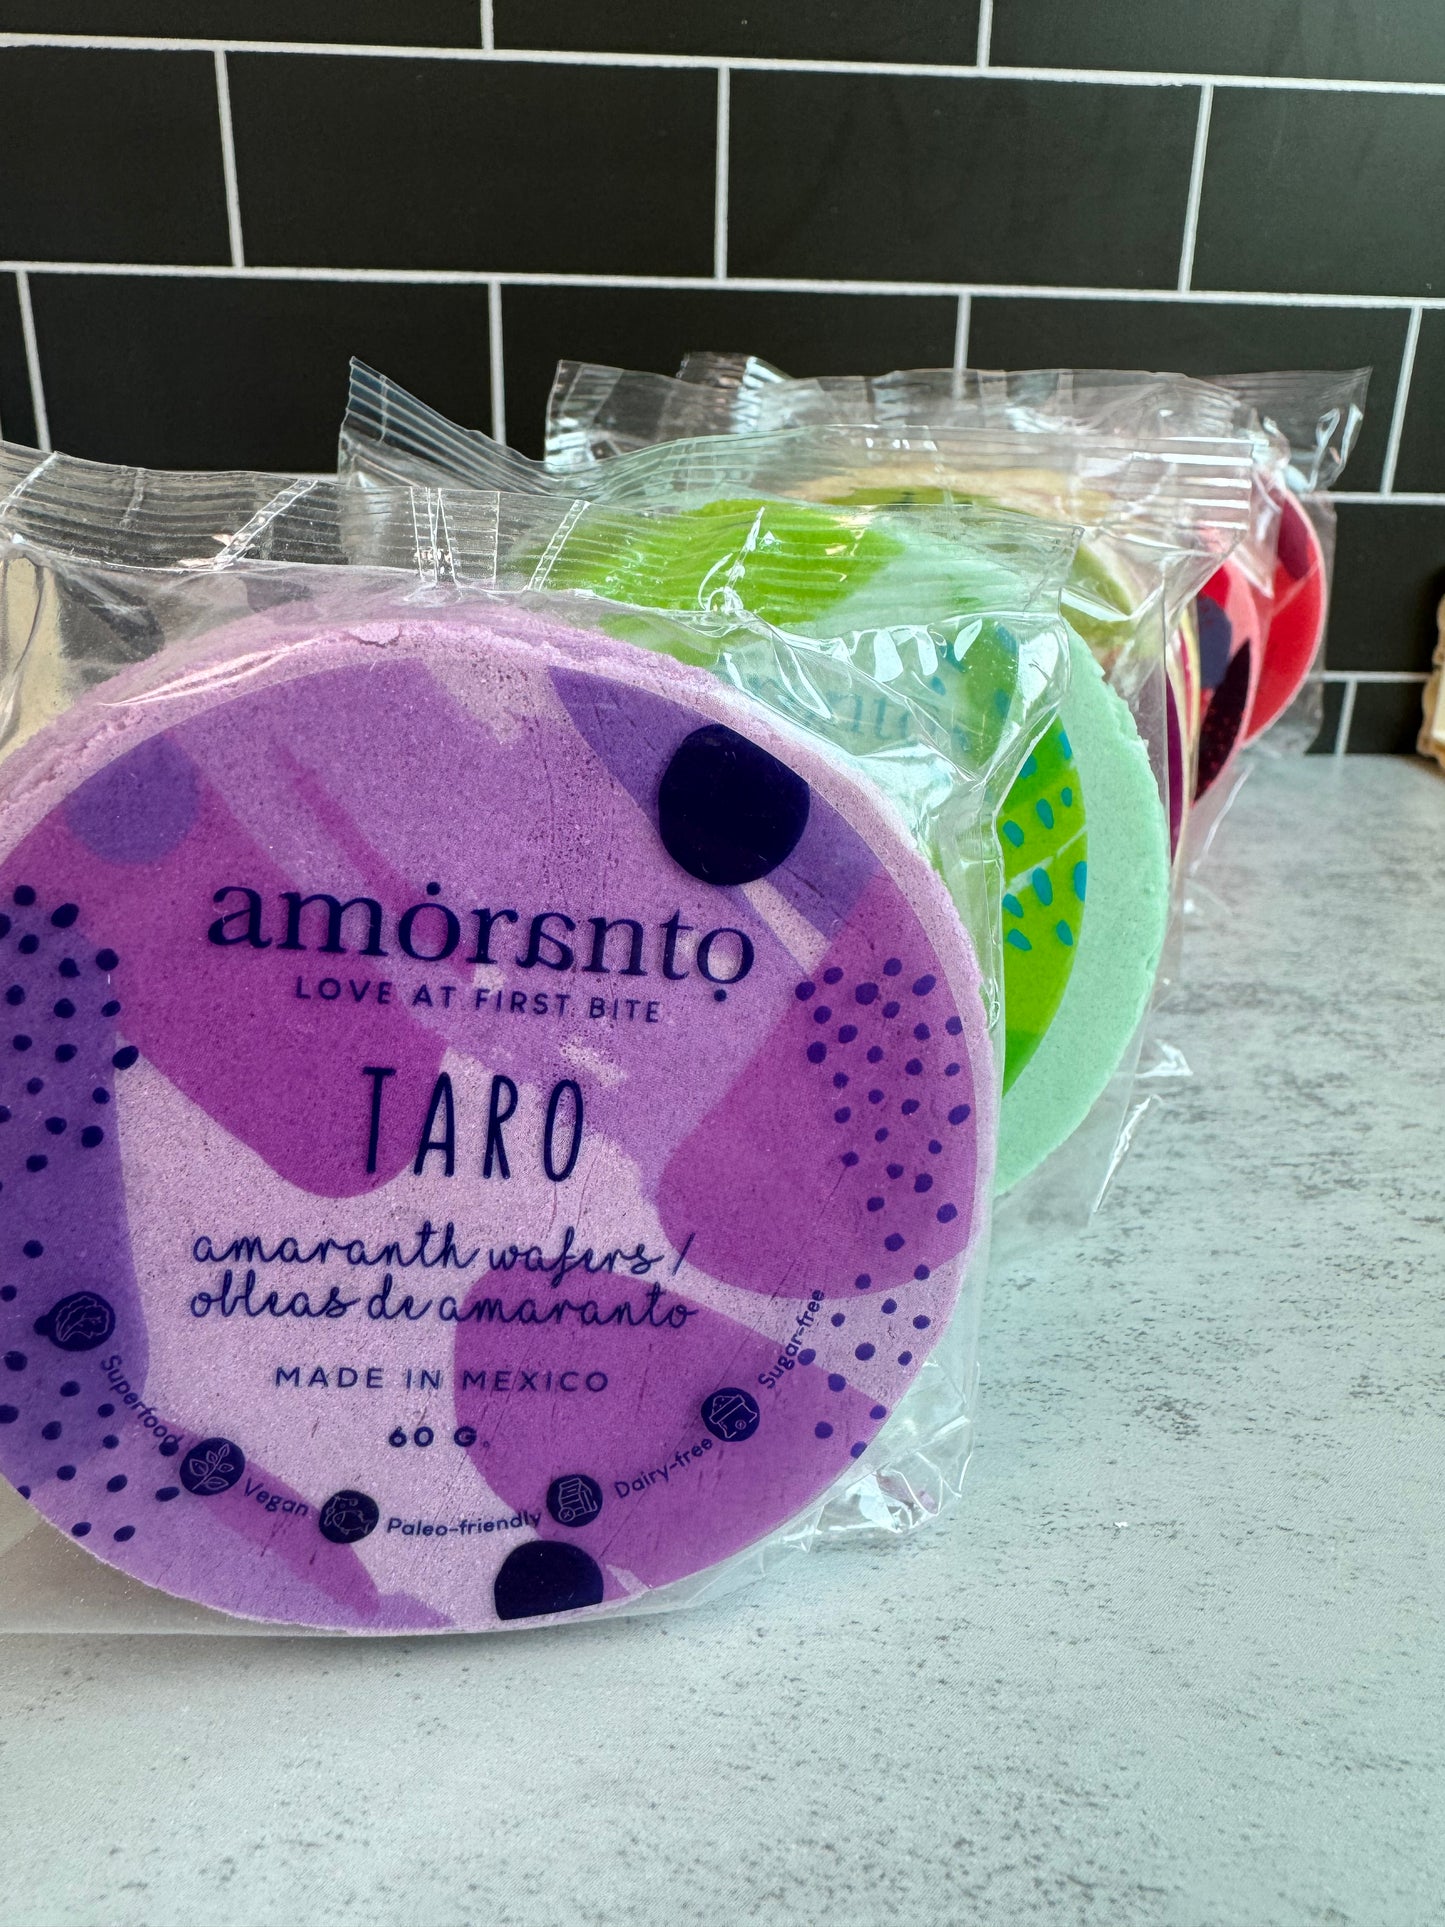 amoranto
LOVE AT FIRST BITE
TARO
amaranth wafers /
obleas de amaranto
MADE IN MEXICO
60 G.
Superfood
Vegan
Paleo-friendly
Dairy-free
Sugar-free